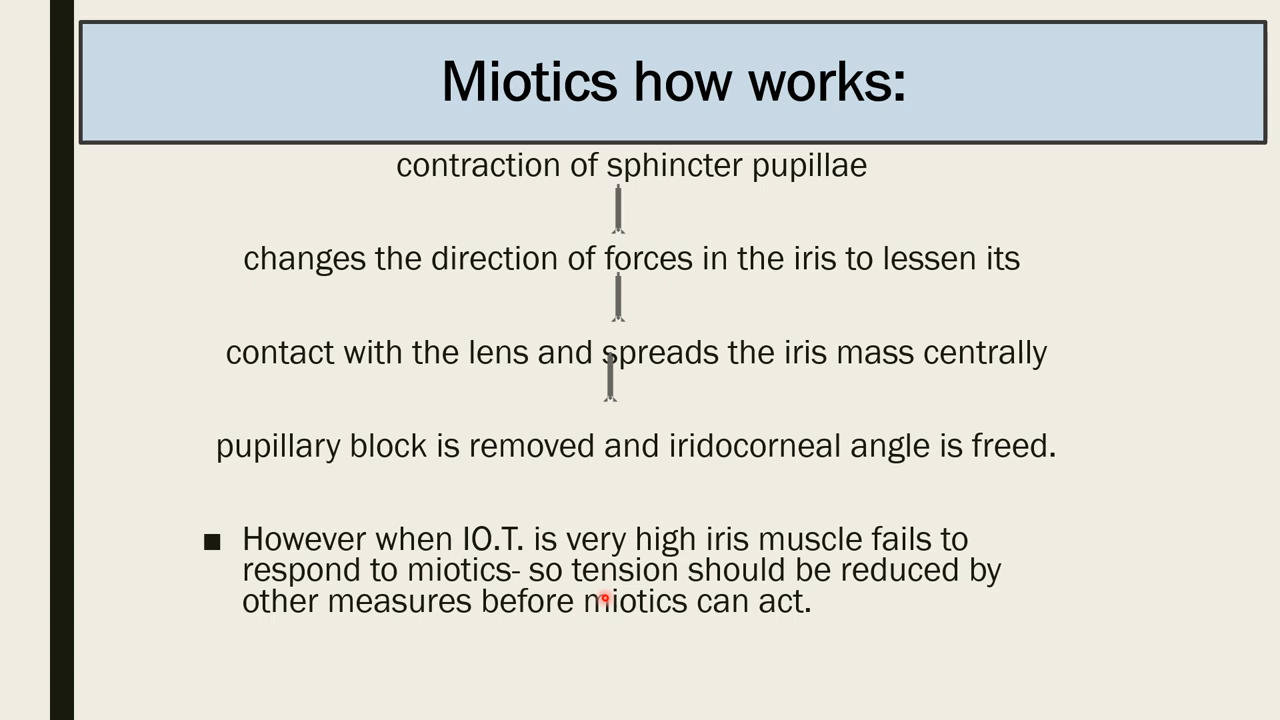 Miotics how works:
contraction of sphincter pupillae
changes the direction of forces in the iris to lessen its
contact with the lens and spreads the iris mass centrally
pupillary block is removed and iridocorneal angle is freed.
■ However when IO.T. is very high iris muscle fails to
respond to miotics- so tension should be reduced by
other measures before miotics can act.